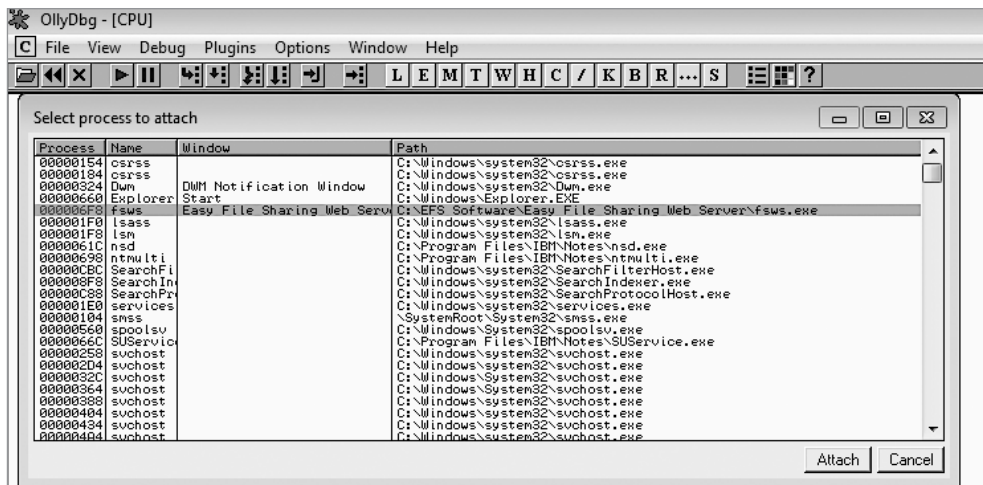 OllyDbg - [CPU]
C File View Debug Plugins Options Window Help
L E M T W H C / K B R ... S ?
Select process to attach
Process Name Window Path
00000154 csrss C:\Windows\system32\csrss.exe
00000184 csrss C:\Windows\system32\csrss.exe
00000324 Dwm DWM Notification Window C:\Windows\system32\Dwm.exe
00000660 Explorer Start C:\Windows\Explorer.EXE
000006F8 fsws Easy File Sharing Web Serv C:\EFS Software\Easy File Sharing Web Server\fsws.exe
000001F0 lsass C:\Windows\system32\lsass.exe
000001F8 lsm C:\Windows\system32\lsm.exe
0000061C nsd C:\Program Files\IBM\Notes\nsd.exe
00000698 ntmulti C:\Program Files\IBM\Notes\ntmulti.exe
00000CBC SearchFi C:\Windows\system32\SearchFilterHost.exe
000008F8 SearchIn C:\Windows\system32\SearchIndexer.exe
00000C88 SearchPr C:\Windows\system32\SearchProtocolHost.exe
000001E0 services C:\Windows\system32\services.exe
00000104 smss \SystemRoot\System32\smss.exe
00000560 spoolsv C:\Windows\System32\spoolsv.exe
0000066C SUServic C:\Program Files\IBM\Notes\SUService.exe
00000258 svchost C:\Windows\system32\svchost.exe
000002D4 svchost C:\Windows\system32\svchost.exe
0000032C svchost C:\Windows\System32\svchost.exe
00000364 svchost C:\Windows\System32\svchost.exe
00000388 svchost C:\Windows\system32\svchost.exe
00000404 svchost C:\Windows\system32\svchost.exe
00000434 svchost C:\Windows\system32\svchost.exe
000004A4 svchost C:\Windows\system32\svchost.exe
Attach Cancel